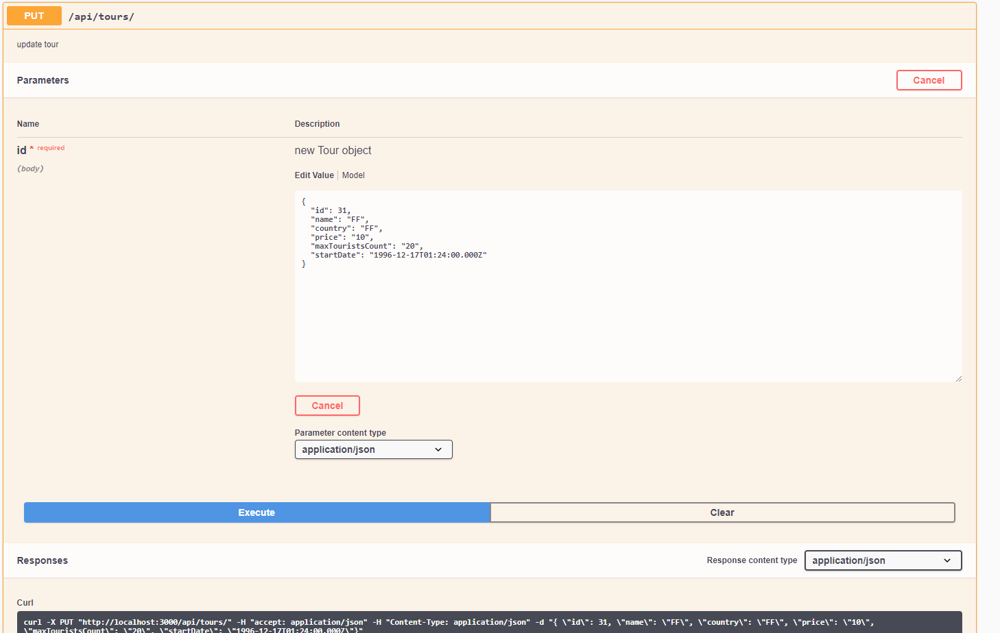 PUT /api/tours/
update tour
Parameters Cancel
Name Description
id * required new Tour object
(body)
Edit Value Model
{
"id": 31,
"name": "FF",
"country": "FF",
"price": "10",
"maxTouristsCount": "20",
"startDate": "1996-12-17T01:24:00.000Z"
}
Cancel
Parameter content type
application/json
Execute Clear
Responses Response content type application/json
Curl
curl -X PUT "http://localhost:3000/api/tours/" -H "accept: application/json" -H "Content-Type: application/json" -d "{ \"id\": 31, \"name\": \"FF\", \"country\": \"FF\", \"price\": \"10\",
\"maxTouristsCount\": \"20\", \"startDate\": \"1996-12-17T01:24:00.000Z\"}"